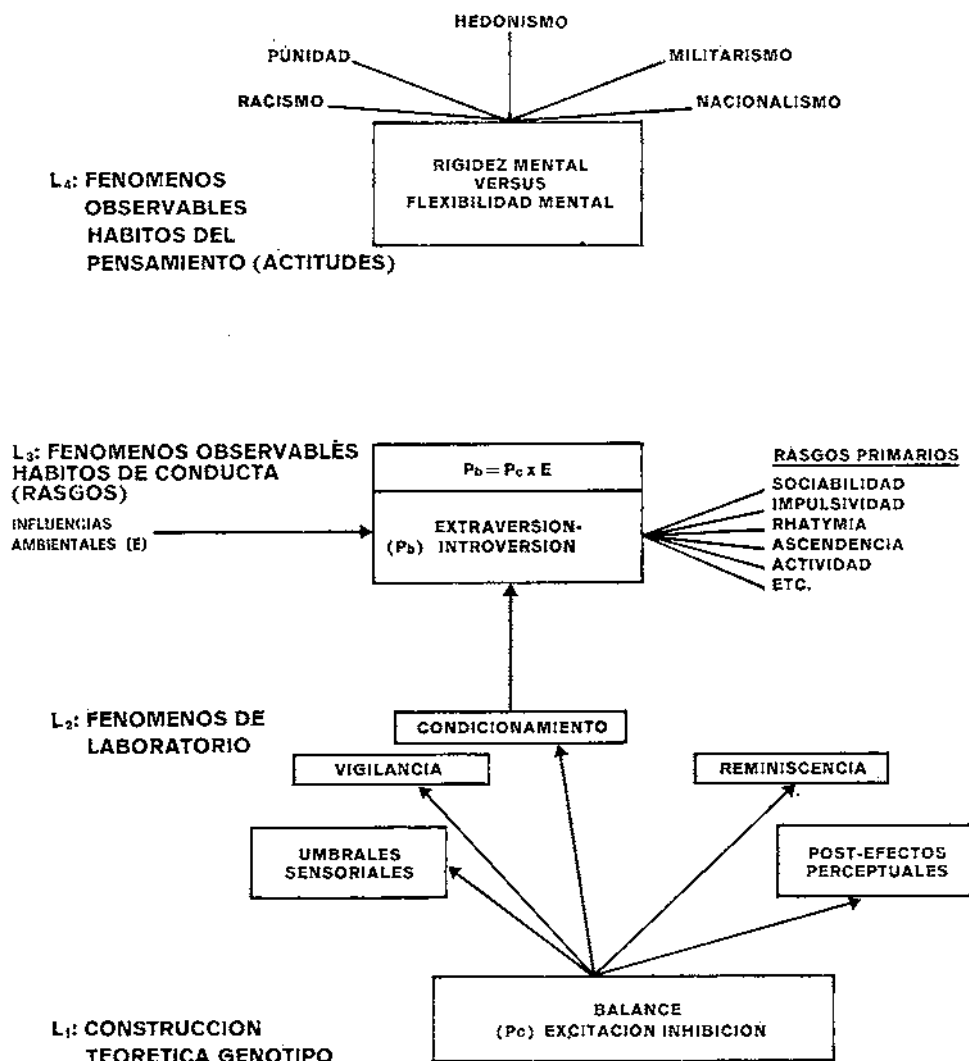 HEDONISMO
PUNIDAD
MILITARISMO
RACISMO
NACIONALISMO
RIGIDEZ MENTAL
VERSUS
FLEXIBILIDAD MENTAL
L₄: FENOMENOS
OBSERVABLES
HABITOS DEL
PENSAMIENTO (ACTITUDES)
L₃: FENOMENOS OBSERVABLES
HABITOS DE CONDUCTA
(RASGOS)
INFLUENCIAS
AMBIENTALES (E)
Pb = Pc x E
EXTRAVERSION-
(Pb) INTROVERSION
RASGOS PRIMARIOS
SOCIABILIDAD
IMPULSIVIDAD
RHATYMIA
ASCENDENCIA
ACTIVIDAD
ETC.
L₂: FENOMENOS DE
LABORATORIO
CONDICIONAMIENTO
VIGILANCIA
REMINISCENCIA
UMBRALES
SENSORIALES
POST-EFECTOS
PERCEPTUALES
BALANCE
(Pc) EXCITACION INHIBICION
L₁: CONSTRUCCION
TEORETICA GENOTIPO